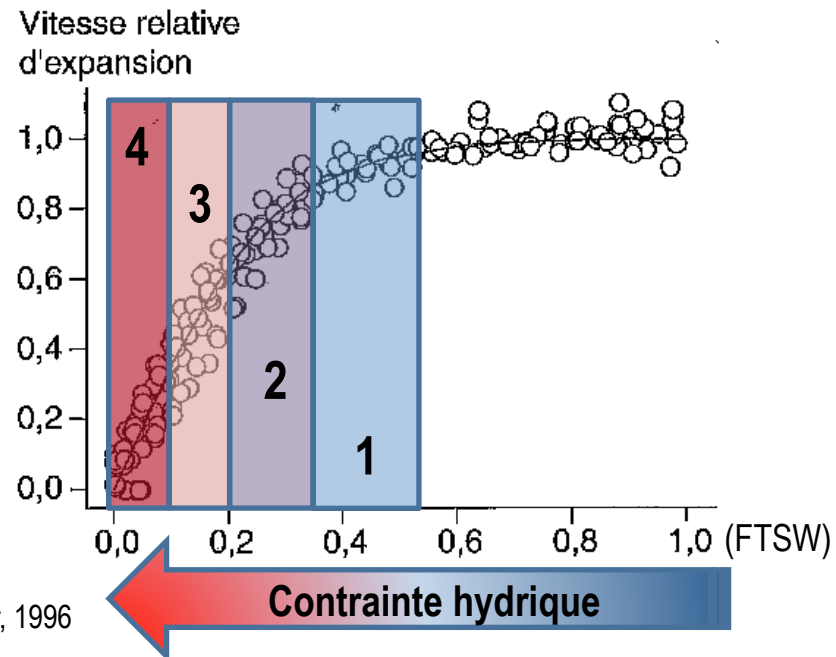 Vitesse relative
d'expansion
1,0
0,8
0,6
0,4
0,2
0,0
4
3
2
1
0,0 0,2 0,4 0,6 0,8 1,0 (FTSW)
Contrainte hydrique
, 1996